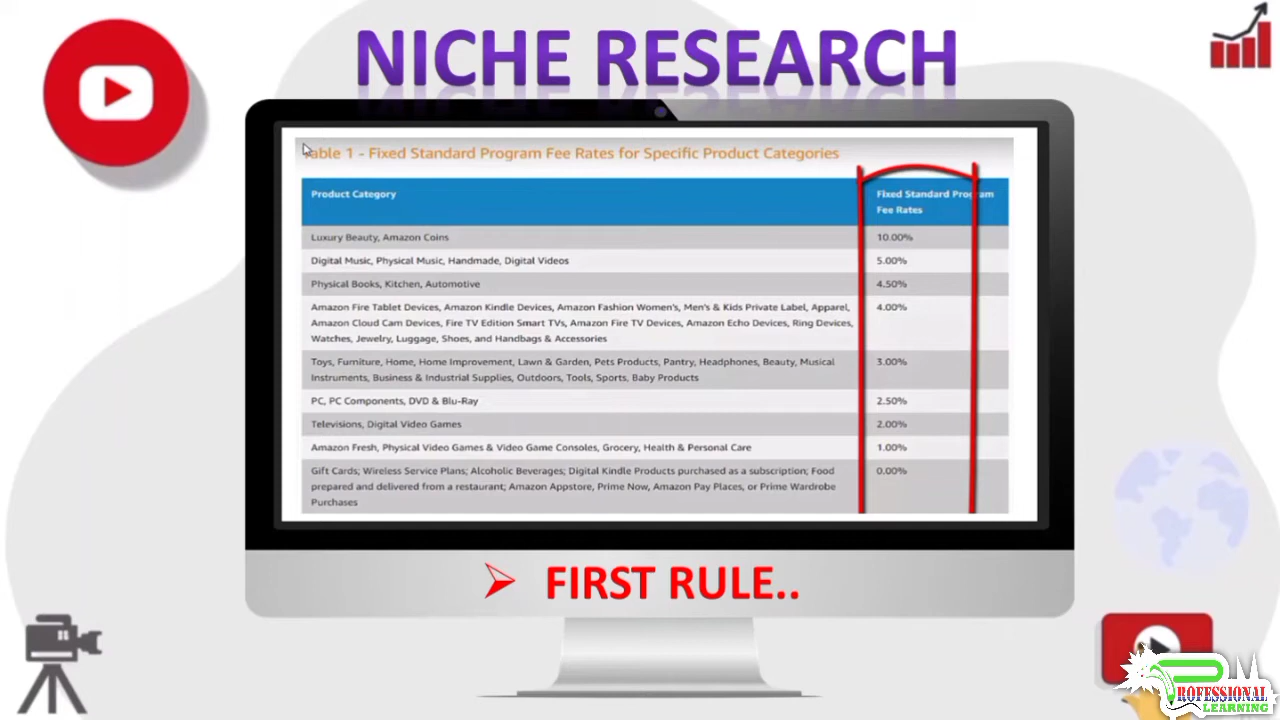 NICHE RESEARCH
able 1 - Fixed Standard Program Fee Rates for Specific Product Categories
Product Category
Fixed Standard Program
Fee Rates
Luxury Beauty, Amazon Coins
10.00%
Digital Music, Physical Music, Handmade, Digital Videos
5.00%
Physical Books, Kitchen, Automotive
4.50%
Amazon Fire Tablet Devices, Amazon Kindle Devices, Amazon Fashion Women's, Men's & Kids Private Label, Apparel,
4.00%
Amazon Cloud Cam Devices, Fire TV Edition Smart TVs, Amazon Fire TV Devices, Amazon Echo Devices, Ring Devices,
Watches, Jewelry, Luggage, Shoes, and Handbags & Accessories
Toys, Furniture, Home, Home Improvement, Lawn & Garden, Pets Products, Pantry, Headphones, Beauty, Musical
3.00%
Instruments, Business & Industrial Supplies, Outdoors, Tools, Sports, Baby Products
PC, PC Components, DVD & Blu-Ray
2.50%
Televisions, Digital Video Games
2.00%
Amazon Fresh, Physical Video Games & Video Game Consoles, Grocery, Health & Personal Care
1.00%
Gift Cards; Wireless Service Plans; Alcoholic Beverages; Digital Kindle Products purchased as a subscription; Food
0.00%
prepared and delivered from a restaurant; Amazon Appstore, Prime Now, Amazon Pay Places, or Prime Wardrobe
Purchases
FIRST RULE..
PROFESSIONAL
LEARNING